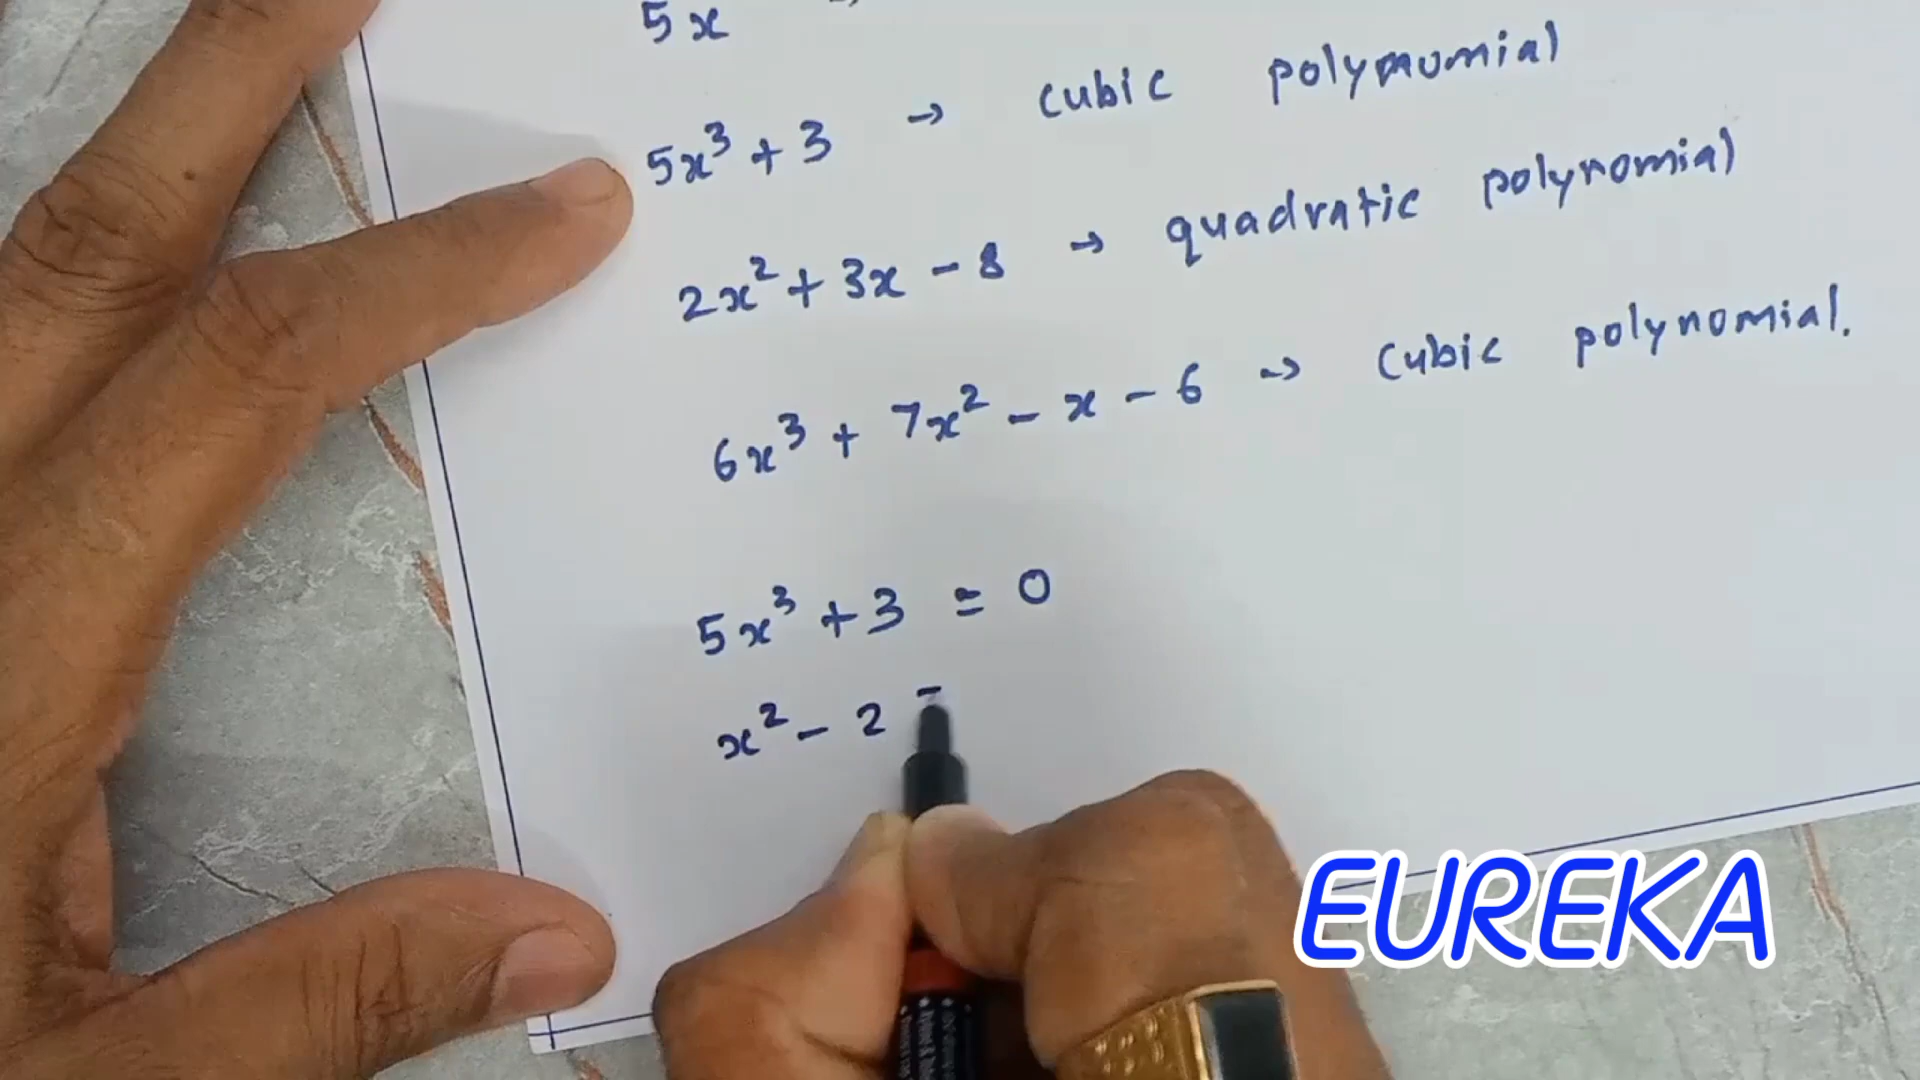 5x
5x³ + 3 → cubic polymomial
2x² + 3x - 8 → quadratic polynomial
6x³ + 7x² - x - 6 → cubic polynomial.
5x³ + 3 = 0
x² - 2 =
EUREKA